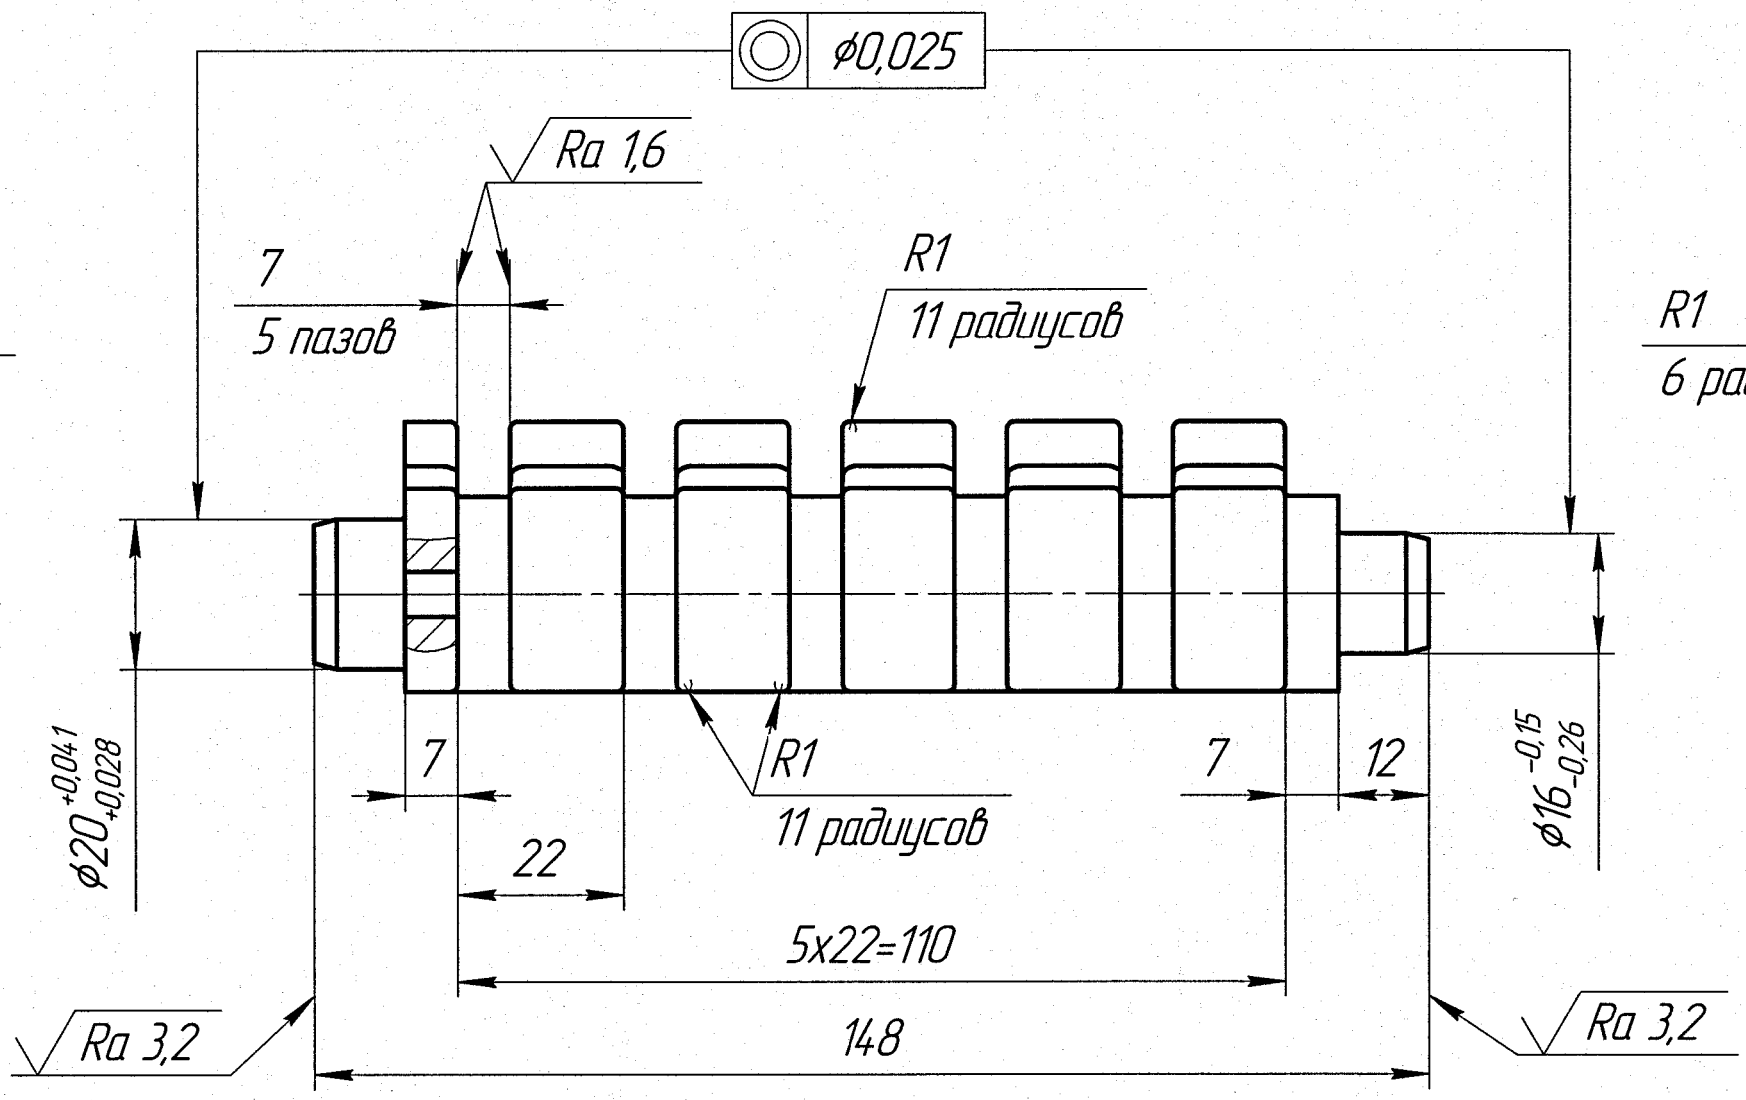 ⌀0,025
Ra 1,6
7
5 пазов
R1
11 радиусов
R1
6
7
R1
11 радиусов
7
12
⌀20 +0,041
+0,028
⌀16 -0,15
-0,26
22
5x22=110
Ra 3,2
148
Ra 3,2